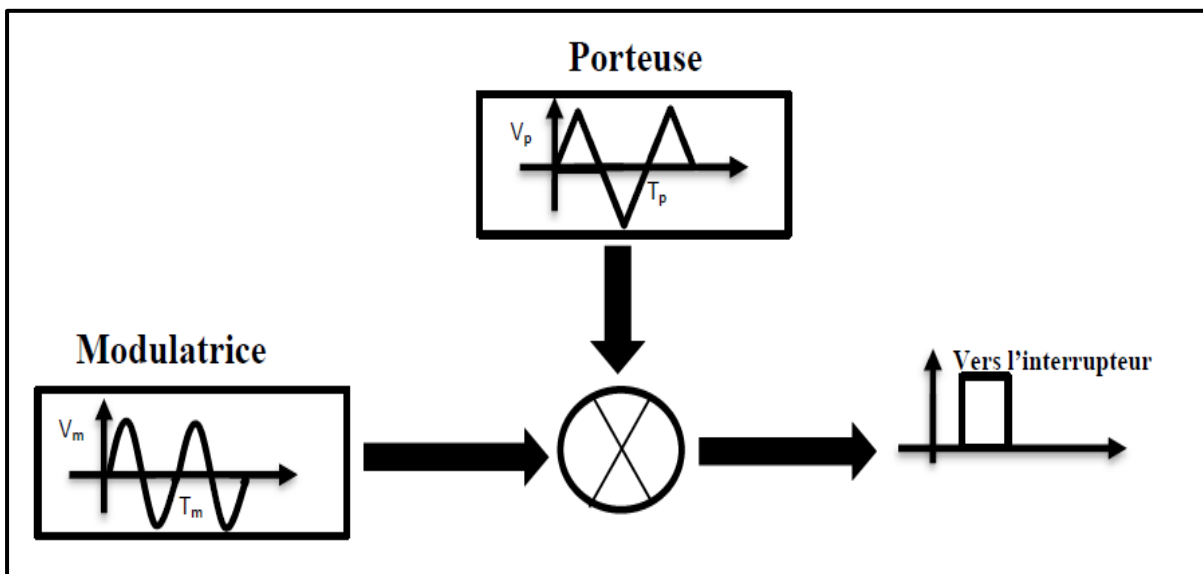 Porteuse
Vp
Tp
Modulatrice
Vm
Tm
Vers l'interrupteur